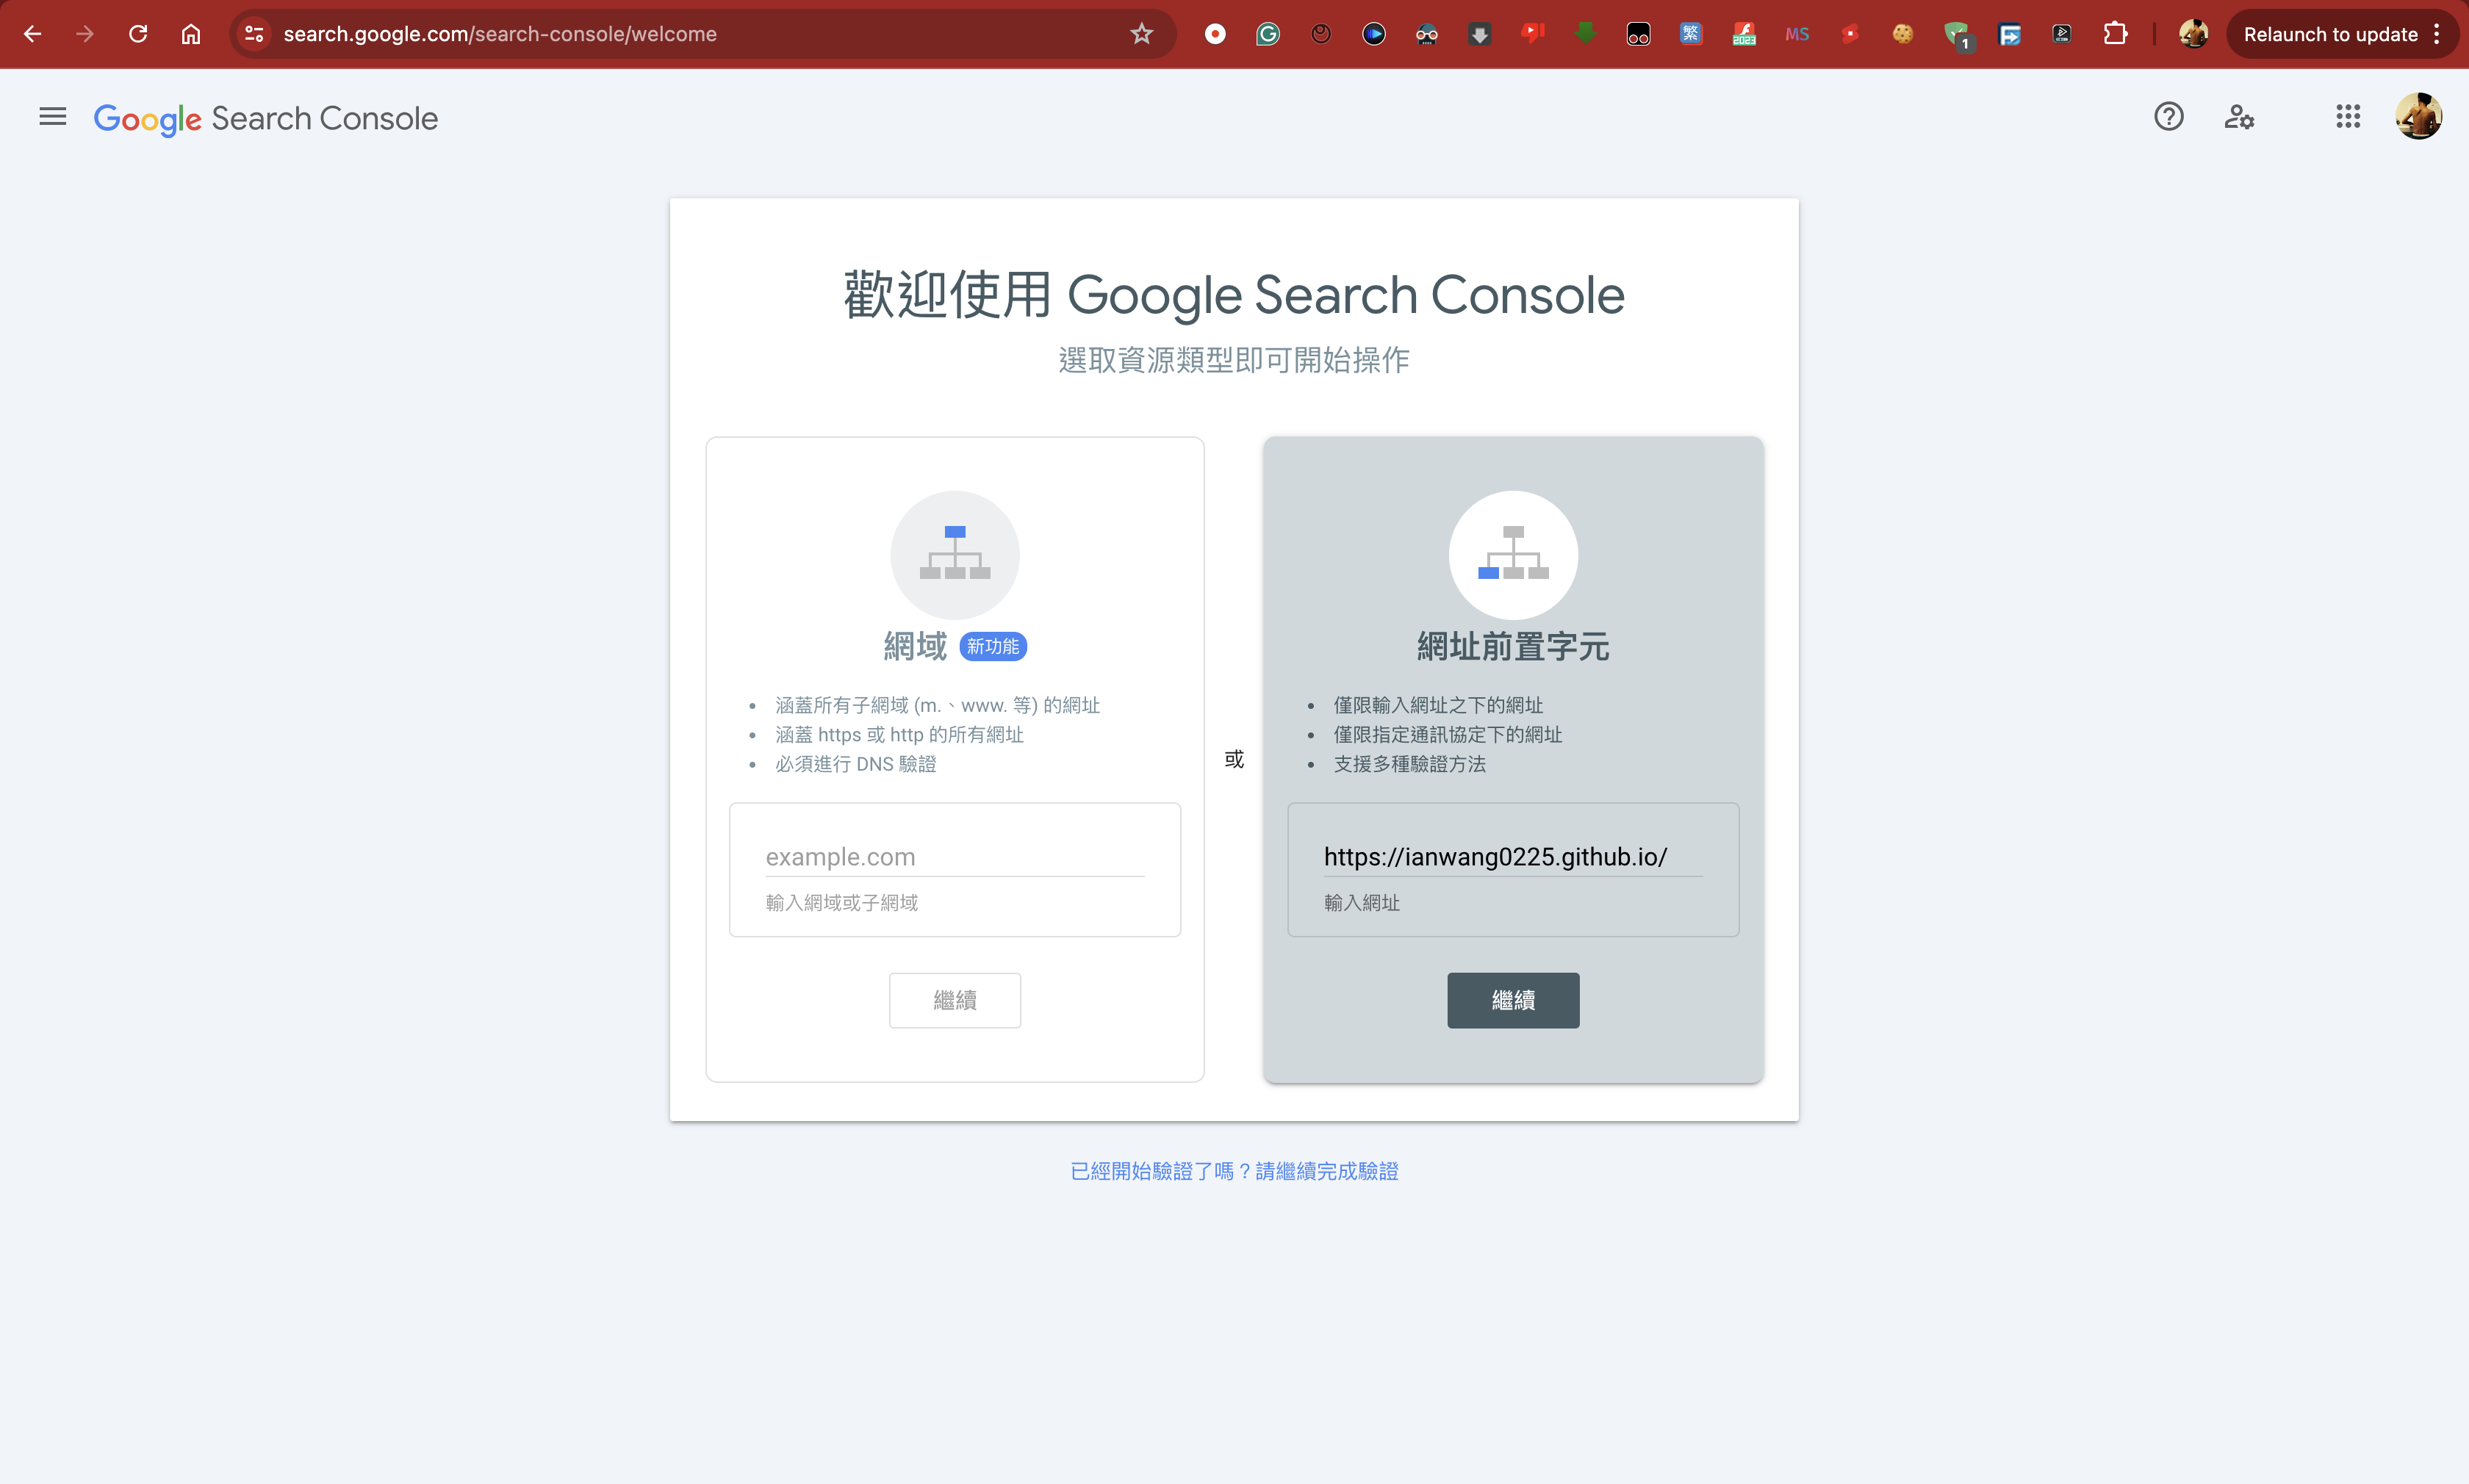 search.google.com/search-console/welcome
繁
2023
MS
1
Relaunch to update
Google Search Console
歡迎使用 Google Search Console
選取資源類型即可開始操作
網域 新功能
• 涵蓋所有子網域 (m.、www. 等) 的網址
• 涵蓋 https 或 http 的所有網址
• 必須進行 DNS 驗證
example.com
輸入網域或子網域
繼續
或
網址前置字元
• 僅限輸入網址之下的網址
• 僅限指定通訊協定下的網址
• 支援多種驗證方法
https://ianwang0225.github.io/
輸入網址
繼續
已經開始驗證了嗎？請繼續完成驗證